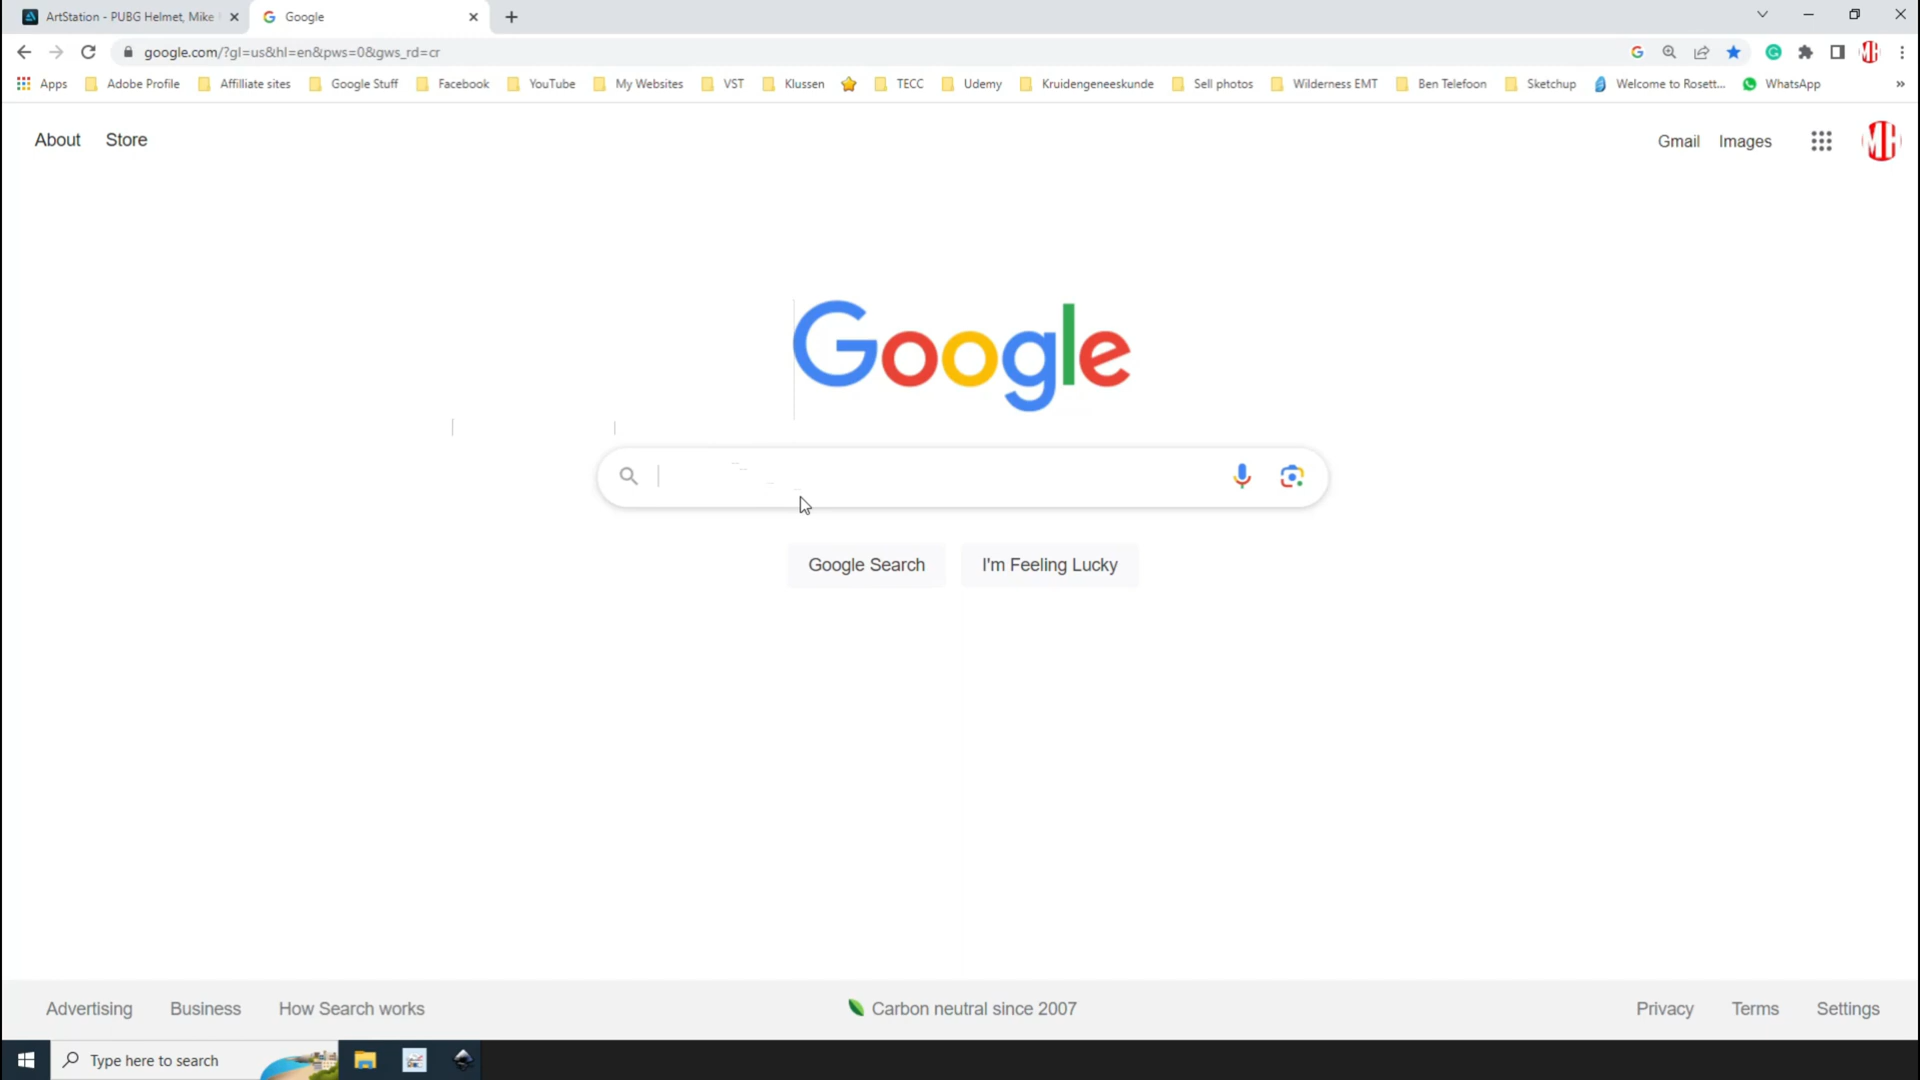 ArtStation - PUBG Helmet, Mike
Google
google.com/?gl=us&hl=en&pws=0&gws_rd=cr
Apps Adobe Profile Affilliate sites Google Stuff Facebook YouTube My Websites VST Klussen TECC Udemy Kruidengeneeskunde Sell photos Wilderness EMT Ben Telefoon Sketchup Welcome to Rosett... WhatsApp »
About Store Gmail Images MH
Google
Google Search I'm Feeling Lucky
Advertising Business How Search works Carbon neutral since 2007 Privacy Terms Settings
Type here to search